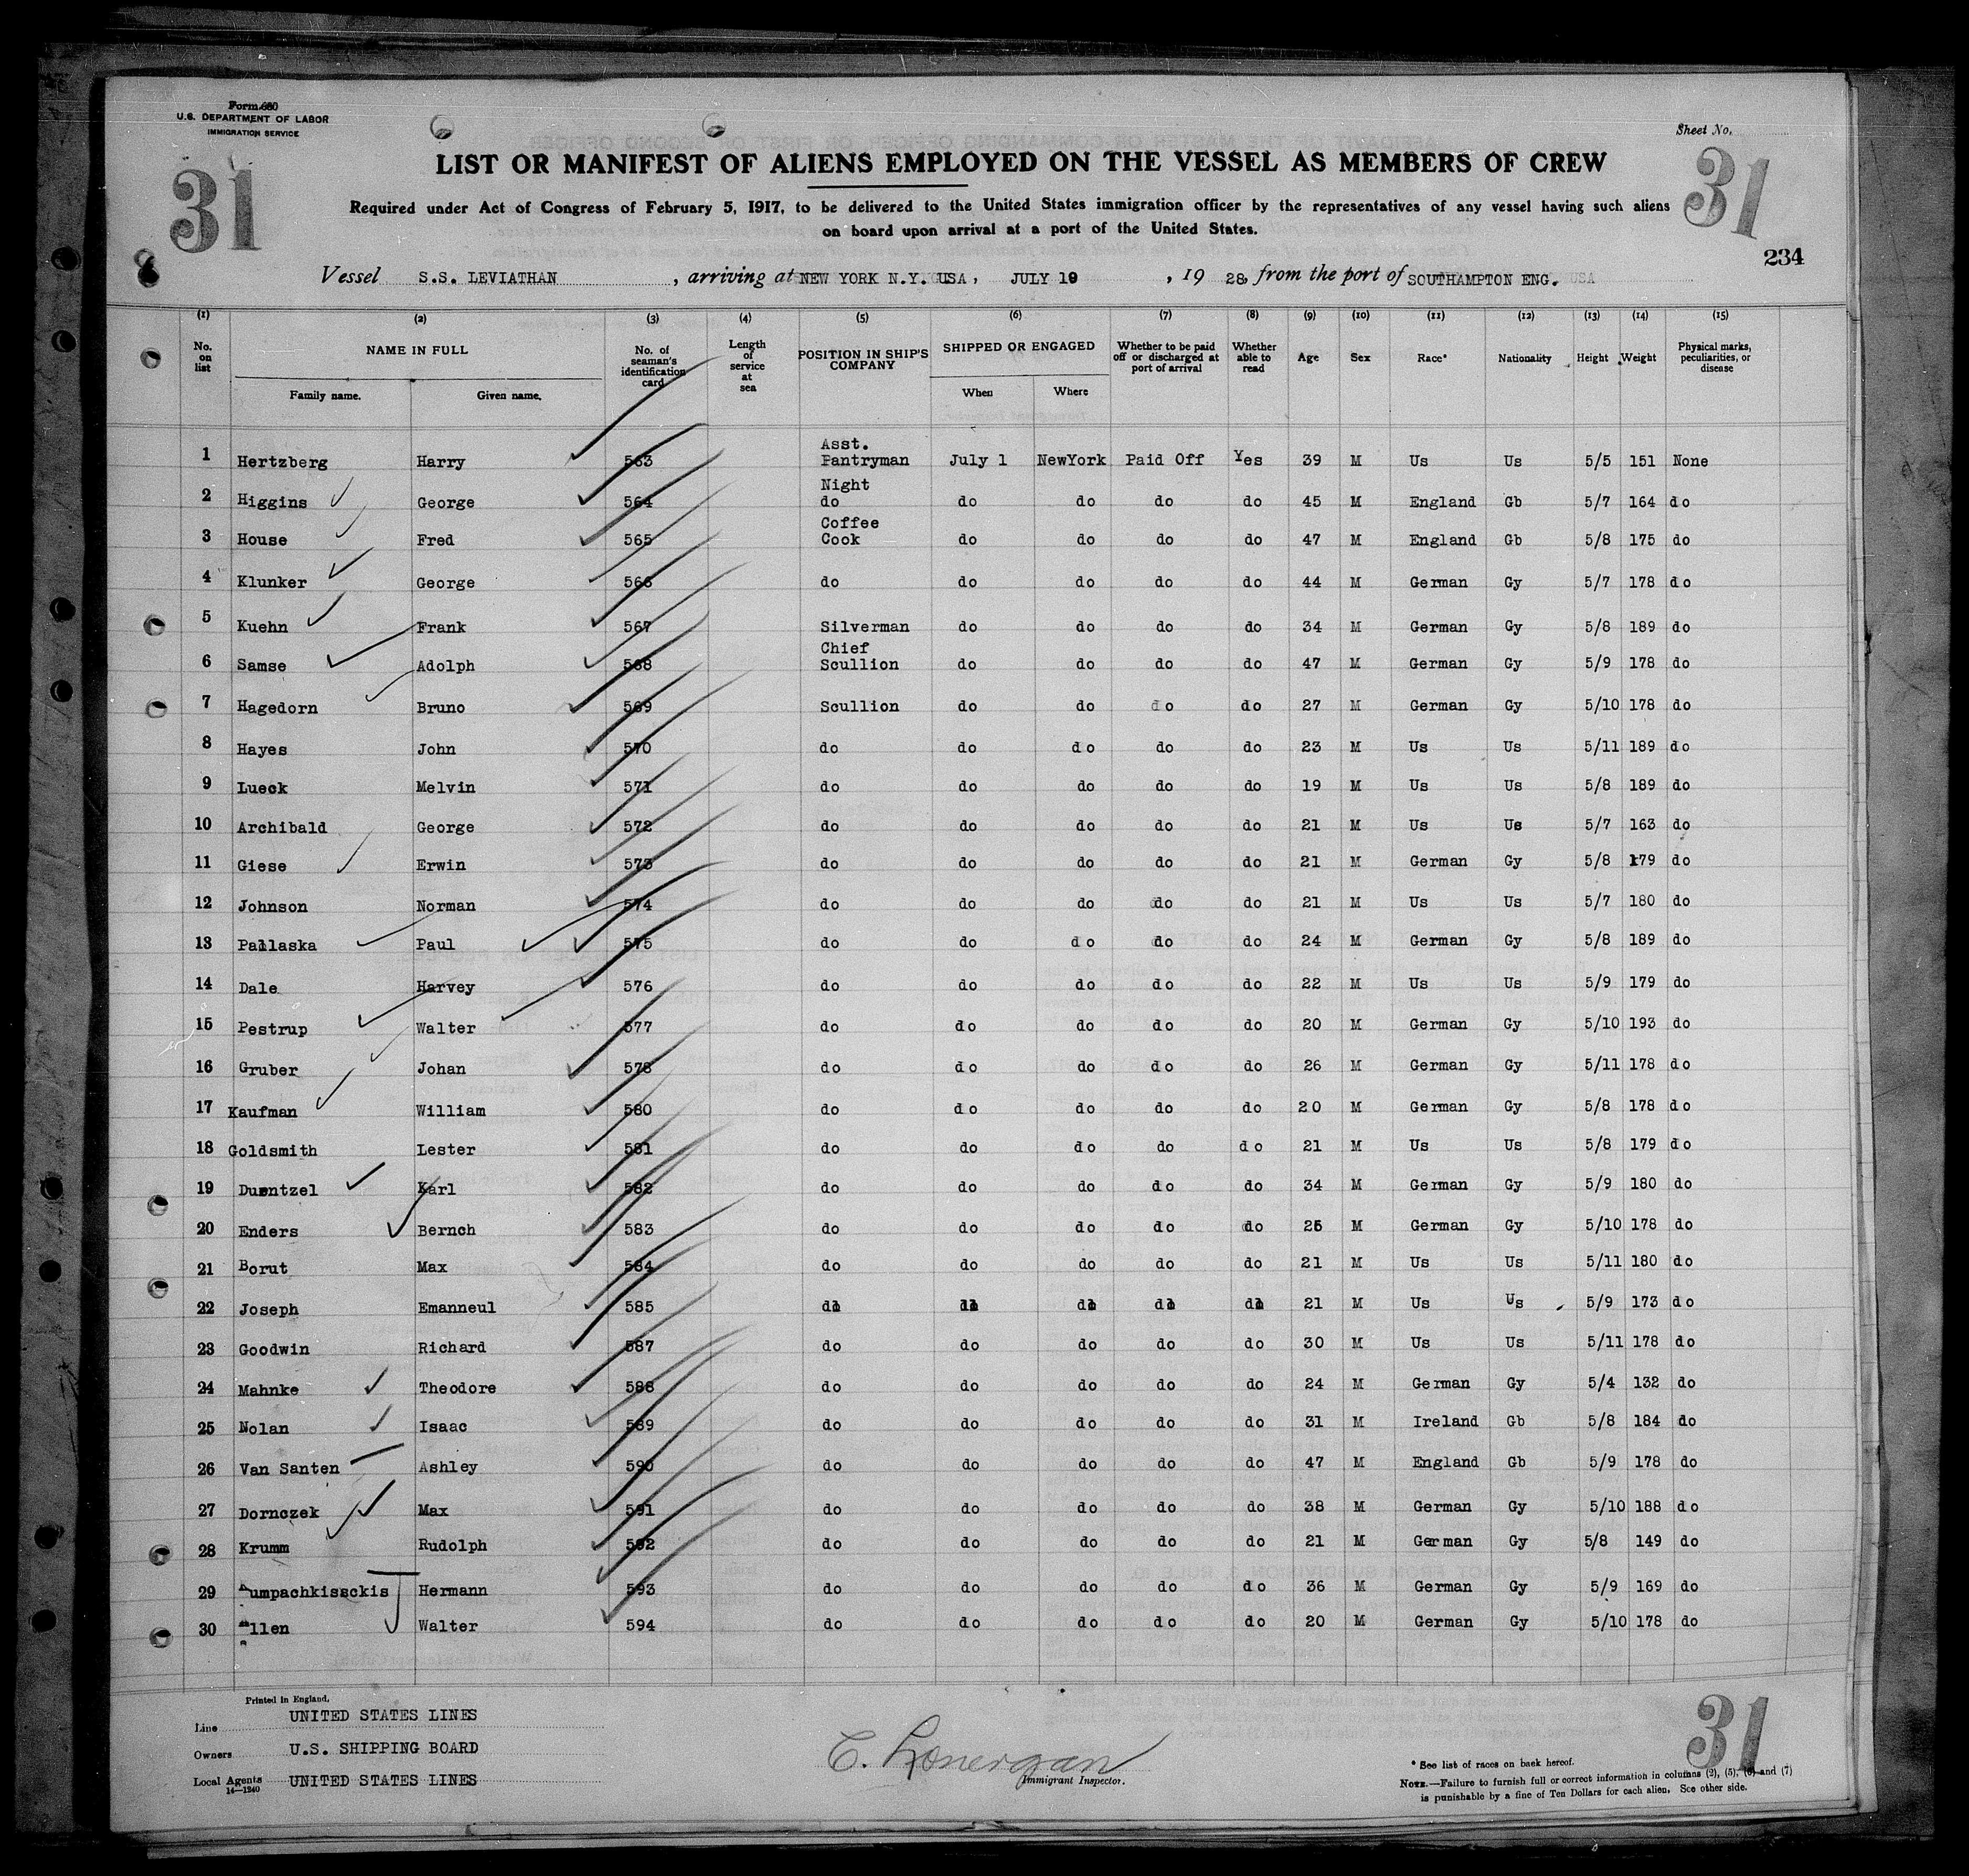 Form 680
U.S. DEPARTMENT OF LABOR
IMMIGRATION SERVICE
Sheet No.
31
31
LIST OR MANIFEST OF ALIENS EMPLOYED ON THE VESSEL AS MEMBERS OF CREW
Required under Act of Congress of February 5, 1917, to be delivered to the United States immigration officer by the representatives of any vessel having such aliens
on board upon arrival at a port of the United States.
234
Vessel S.S. LEVIATHAN, arriving at NEW YORK N.Y. USA, JULY 19, 19 28, from the port of SOUTHAMPTON ENG.
(1) (2) (3) (4) (5) (6) (7) (8) (9) (10) (11) (12) (13) (14) (15)
No. on list NAME IN FULL Family name. Given name. No. of seaman's identification card Length of service at sea POSITION IN SHIP'S COMPANY SHIPPED OR ENGAGED When Where Whether to be paid off or discharged at port of arrival Whether able to read Age Sex Race* Nationality Height Weight Physical marks, peculiarities, or disease
1 Hertzberg Harry 563 Asst. Pantryman July 1 NewYork Paid Off Yes 39 M Us Us 5/5 151 None
2 Higgins George 564 Night do do do do do 45 M England Gb 5/7 164 do
3 House Fred 565 Coffee Cook do do do do 47 M England Gb 5/8 175 do
4 Klunker George 566 do do do do do 44 M German Gy 5/7 178 do
5 Kuehn Frank 567 Silverman do do do do 34 M German Gy 5/8 189 do
6 Samse Adolph 568 Chief Scullion do do do do 47 M German Gy 5/9 178 do
7 Hagedorn Bruno 569 Scullion do do do do 27 M German Gy 5/10 178 do
8 Hayes John 570 do do do do do 23 M Us Us 5/11 189 do
9 Lueck Melvin 571 do do do do do 19 M Us Us 5/8 189 do
10 Archibald George 572 do do do do do 21 M Us Us 5/7 163 do
11 Giese Erwin 573 do do do do do 21 M German Gy 5/8 179 do
12 Johnson Norman 574 do do do do do 21 M Us Us 5/7 180 do
13 Pallaska Paul 575 do do do do do 24 M German Gy 5/8 189 do
14 Dale Harvey 576 do do do do do 22 M Us Us 5/9 179 do
15 Pestrup Walter 577 do do do do do 20 M German Gy 5/10 193 do
16 Gruber Johan 578 do do do do do 26 M German Gy 5/11 178 do
17 Kaufman William 580 do do do do do 20 M German Gy 5/8 178 do
18 Goldsmith Lester 581 do do do do do 21 M Us Us 5/8 179 do
19 Duentzel Karl 582 do do do do do 34 M German Gy 5/9 180 do
20 Enders Bernch 583 do do do do do 26 M German Gy 5/10 178 do
21 Borut Max 584 do do do do do 21 M Us Us 5/11 180 do
22 Joseph Emanneul 585 do do do do do 21 M Us Us 5/9 173 do
23 Goodwin Richard 587 do do do do do 30 M Us Us 5/11 178 do
24 Mahnke Theodore 588 do do do do do 24 M German Gy 5/4 132 do
25 Nolan Isaac 589 do do do do do 31 M Ireland Gb 5/8 184 do
26 Van Santen Ashley 590 do do do do do 47 M England Gb 5/9 178 do
27 Dornczek Max 591 do do do do do 38 M German Gy 5/10 188 do
28 Krumm Rudolph 592 do do do do do 21 M German Gy 5/8 149 do
29 Hermann 593 do do do do do 36 M German Gy 5/9 169 do
30 Walter 594 do do do do do 20 M German Gy 5/10 178 do
Printed in England.
Line UNITED STATES LINES
Owners U.S. SHIPPING BOARD
Local Agents UNITED STATES LINES
14—1240
C. Lonergan
Immigrant Inspector.
31
* See list of races on back hereof.
NOTE.—Failure to furnish full or correct information in columns (2), (5), (6) and (7)
is punishable by a fine of Ten Dollars for each alien. See other side.